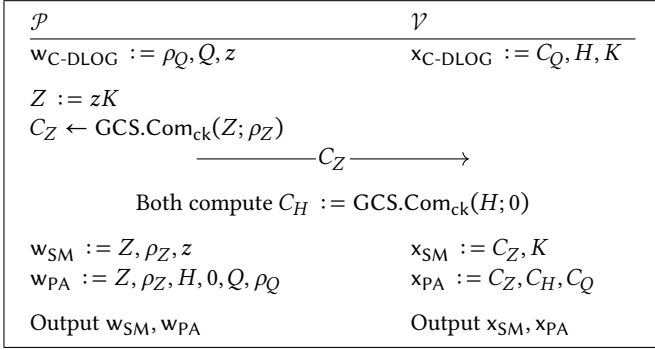 𝒫 𝒱
w_C-DLOG := ρ_Q, Q, z x_C-DLOG := C_Q, H, K
Z := zK
C_Z ← GCS.Com_ck(Z; ρ_Z)
C_Z
Both compute C_H := GCS.Com_ck(H; 0)
w_SM := Z, ρ_Z, z x_SM := C_Z, K
w_PA := Z, ρ_Z, H, 0, Q, ρ_Q x_PA := C_Z, C_H, C_Q
Output w_SM, w_PA Output x_SM, x_PA